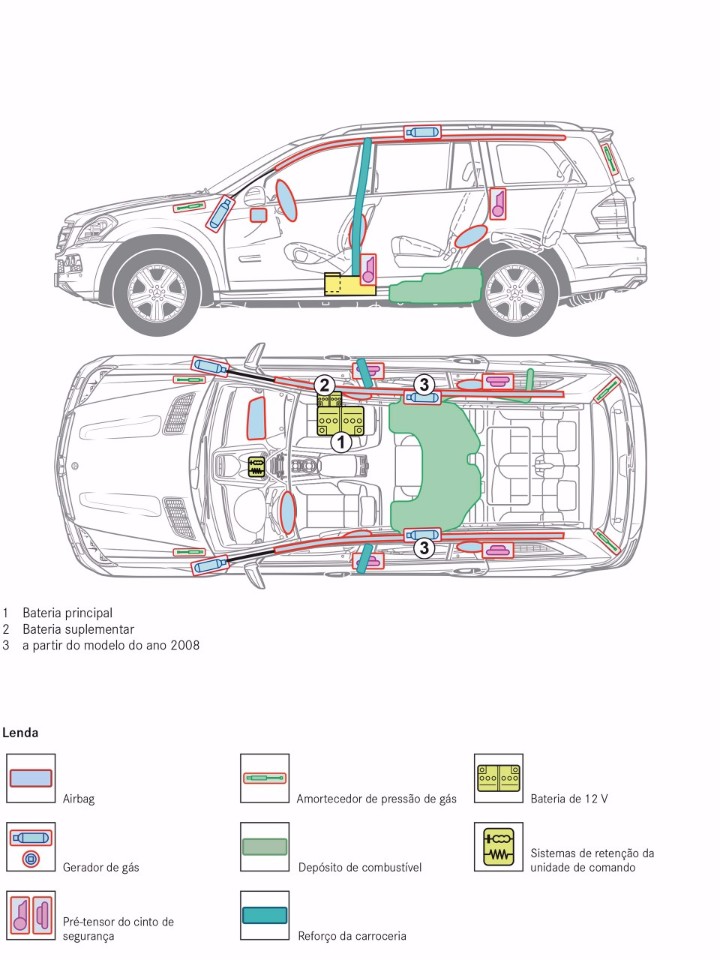 2
3
1
3
1 Bateria principal
2 Bateria suplementar
3 a partir do modelo do ano 2008
Lenda
Airbag
Amortecedor de pressão de gás
Bateria de 12 V
Gerador de gás
Depósito de combustível
Sistemas de retenção da
unidade de comando
Pré-tensor do cinto de
segurança
Reforço da carroceria